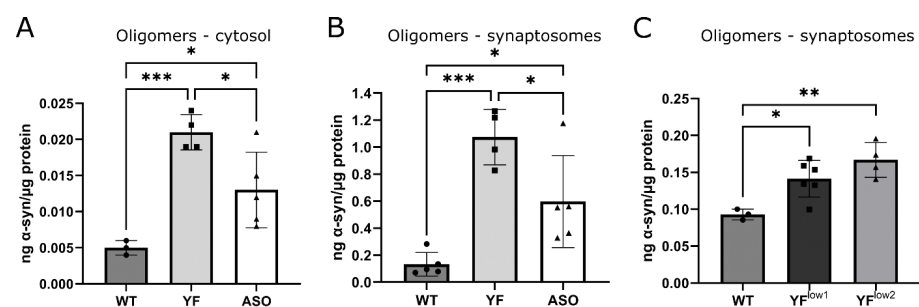 A
Oligomers - cytosol
*
***
*
ng α-syn/µg protein
0.025
0.020
0.015
0.010
0.005
0.000
WT YF ASO
B
Oligomers - synaptosomes
*
***
*
ng α-syn/µg protein
1.4
1.2
1.0
0.8
0.6
0.4
0.2
0.0
WT YF ASO
C
Oligomers - synaptosomes
**
*
ng α-syn/µg protein
0.25
0.20
0.15
0.10
0.05
0.00
WT YFlow1 YFlow2